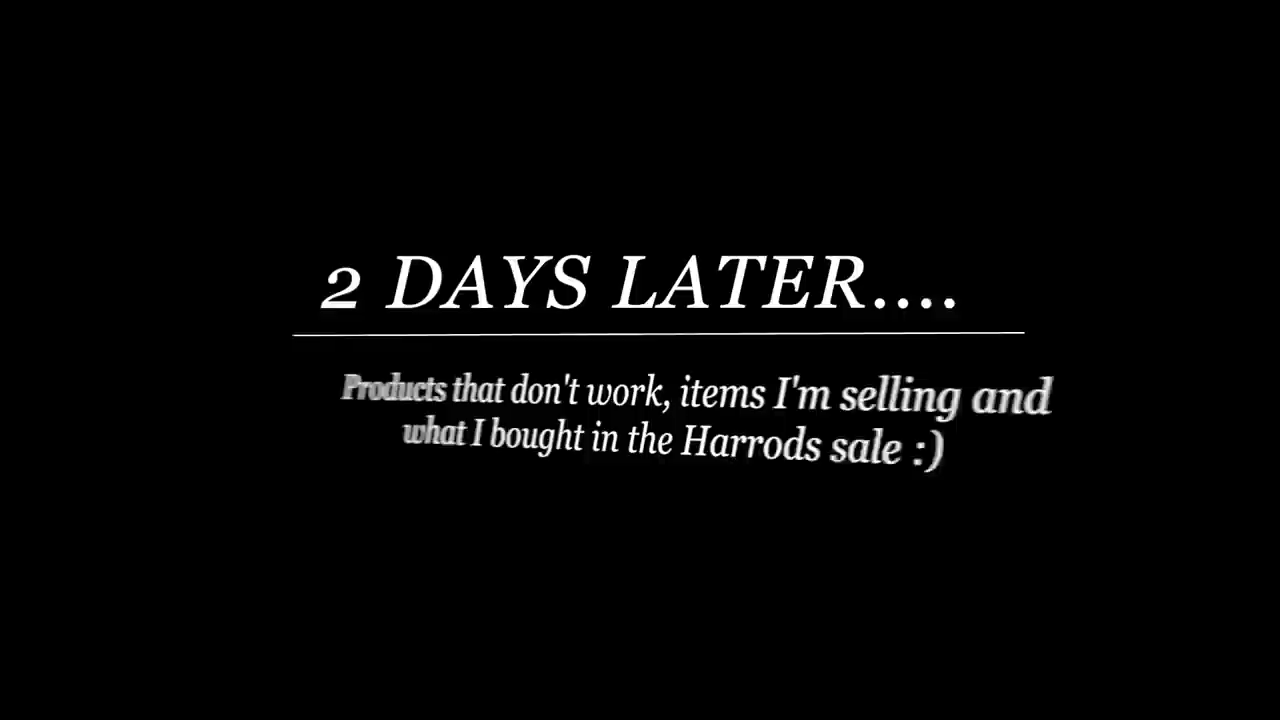 2 DAYS LATER....
Products that don't work, items I'm selling and
what I bought in the Harrods sale :)